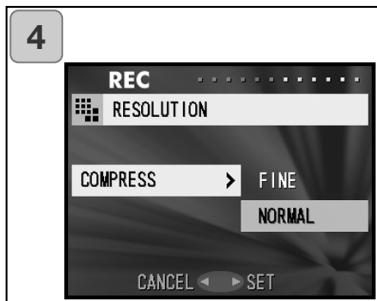 4
REC
RESOLUTION
COMPRESS > FINE
NORMAL
CANCEL ◀ ▶ SET